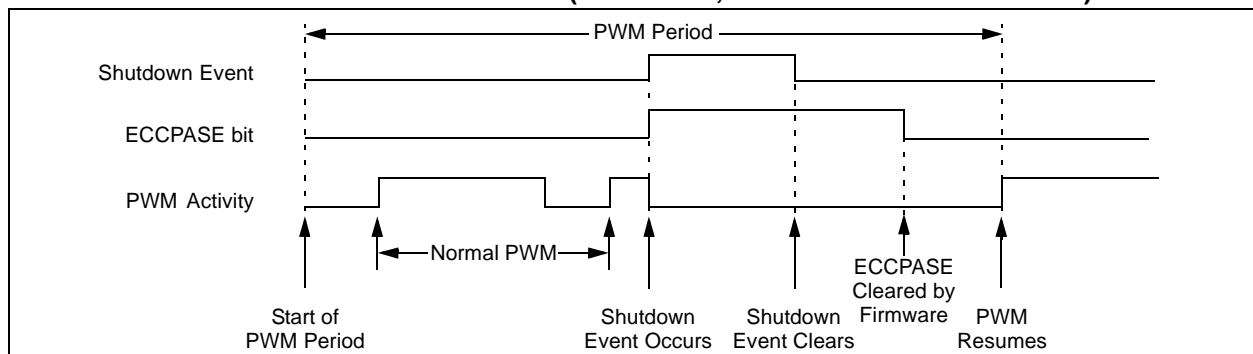 PWM Period
Shutdown Event
ECCPASE bit
PWM Activity
Normal PWM
Start of
PWM Period
Shutdown
Event Occurs
Shutdown
Event Clears
ECCPASE
Cleared by
Firmware
PWM
Resumes